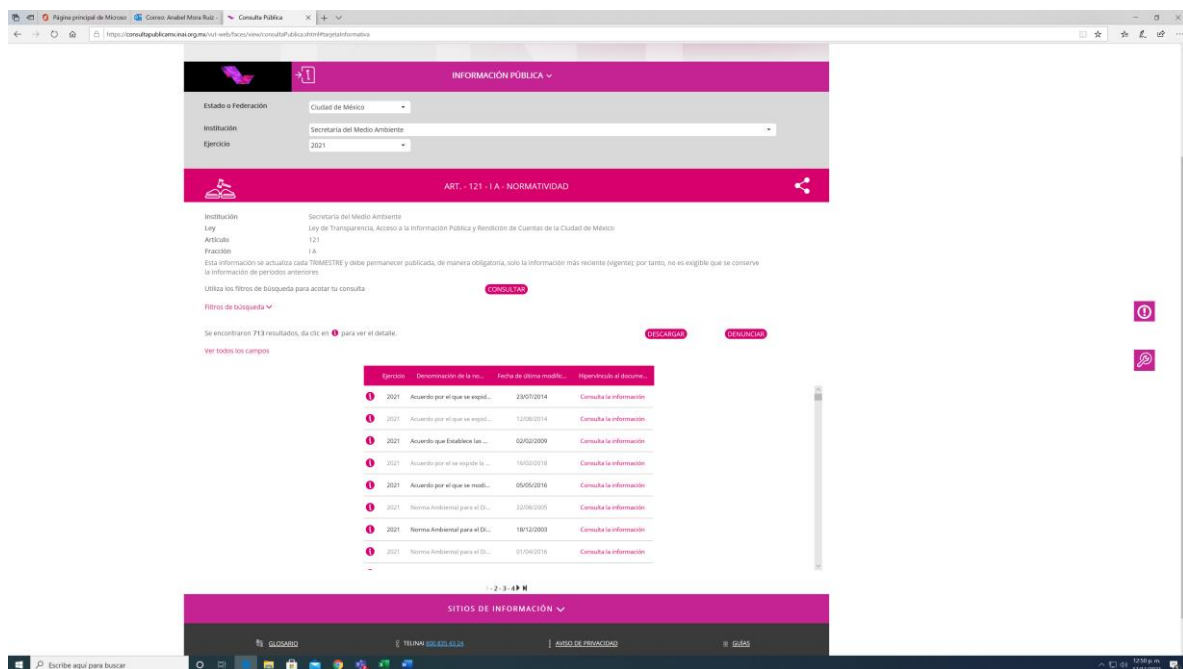 Página principal de Microso
Correo: Anabel Mora Ruiz -
Consulta Pública
https://consultapublicamx.inai.org.mx/vut-web/faces/view/consultaPublica.xhtml#tarjetaInformativa
INFORMACIÓN PÚBLICA
Estado o Federación Ciudad de México
Institución Secretaría del Medio Ambiente
Ejercicio 2021
ART. - 121 - I A - NORMATIVIDAD
Institución Secretaría del Medio Ambiente
Ley Ley de Transparencia, Acceso a la Información Pública y Rendición de Cuentas de la Ciudad de México
Artículo 121
Fracción I A
Esta información se actualiza cada TRIMESTRE y debe permanecer publicada, de manera obligatoria, solo la información más reciente (vigente); por tanto, no es exigible que se conserve
la información de periodos anteriores
Utiliza los filtros de búsqueda para acotar tu consulta CONSULTAR
Filtros de búsqueda
Se encontraron 713 resultados, da clic en i para ver el detalle. DESCARGAR DENUNCIAR
Ver todos los campos
Ejercicio Denominación de la no... Fecha de última modific... Hipervínculo al docume...
2021 Acuerdo por el que se expid... 23/07/2014 Consulta la información
2021 Acuerdo por el que se expid... 12/08/2014 Consulta la información
2021 Acuerdo que Establece las ... 02/02/2009 Consulta la información
2021 Acuerdo por el se expide la ... Consulta la información
2021 Acuerdo por el que se modi... 05/05/2016 Consulta la información
2021 Norma Ambiental para el Di... 22/08/2005 Consulta la información
2021 Norma Ambiental para el Di... 18/12/2003 Consulta la información
2021 Norma Ambiental para el Di... 01/04/2016 Consulta la información
- 2 - 3 - 4
SITIOS DE INFORMACIÓN
GLOSARIO
TELINAI 800 835 43 24
AVISO DE PRIVACIDAD
GUÍAS
Escribe aquí para buscar
12:50 p. m.